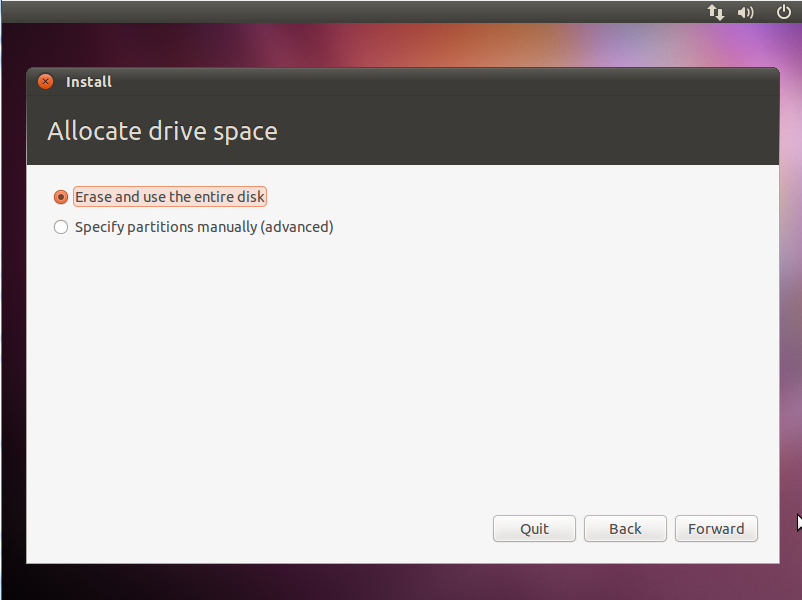 Install
Allocate drive space
Erase and use the entire disk
Specify partitions manually (advanced)
Quit Back Forward